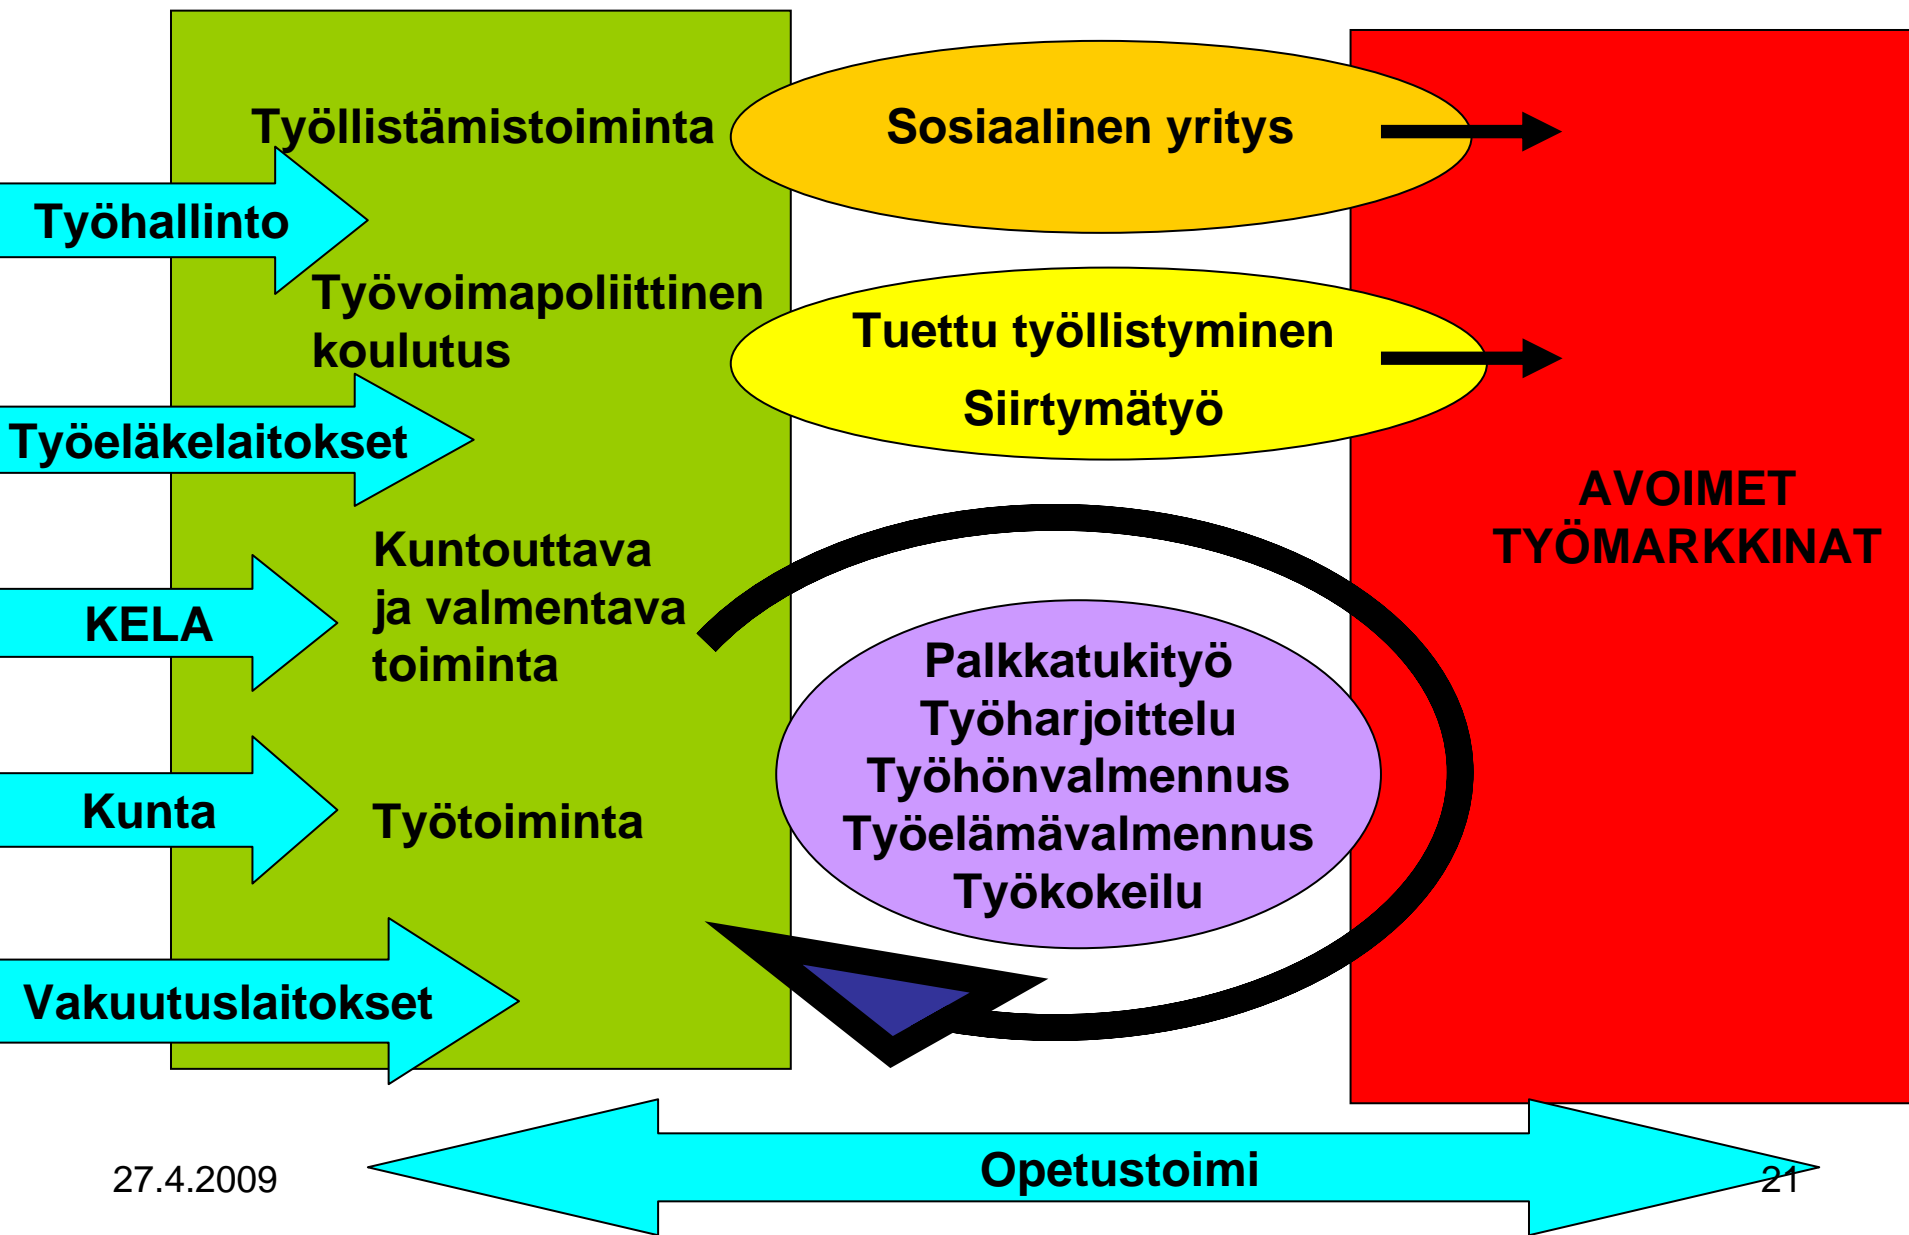 Työllistämistoiminta
Sosiaalinen yritys
Työhallinto
Työvoimapoliittinen
koulutus
Tuettu työllistyminen
Siirtymätyö
Työeläkelaitokset
AVOIMET
TYÖMARKKINAT
Kuntouttava
ja valmentava
toiminta
KELA
Palkkatukityö
Työharjoittelu
Työhönvalmennus
Työelämävalmennus
Työkokeilu
Kunta
Työtoiminta
Vakuutuslaitokset
Opetustoimi
27.4.2009
21